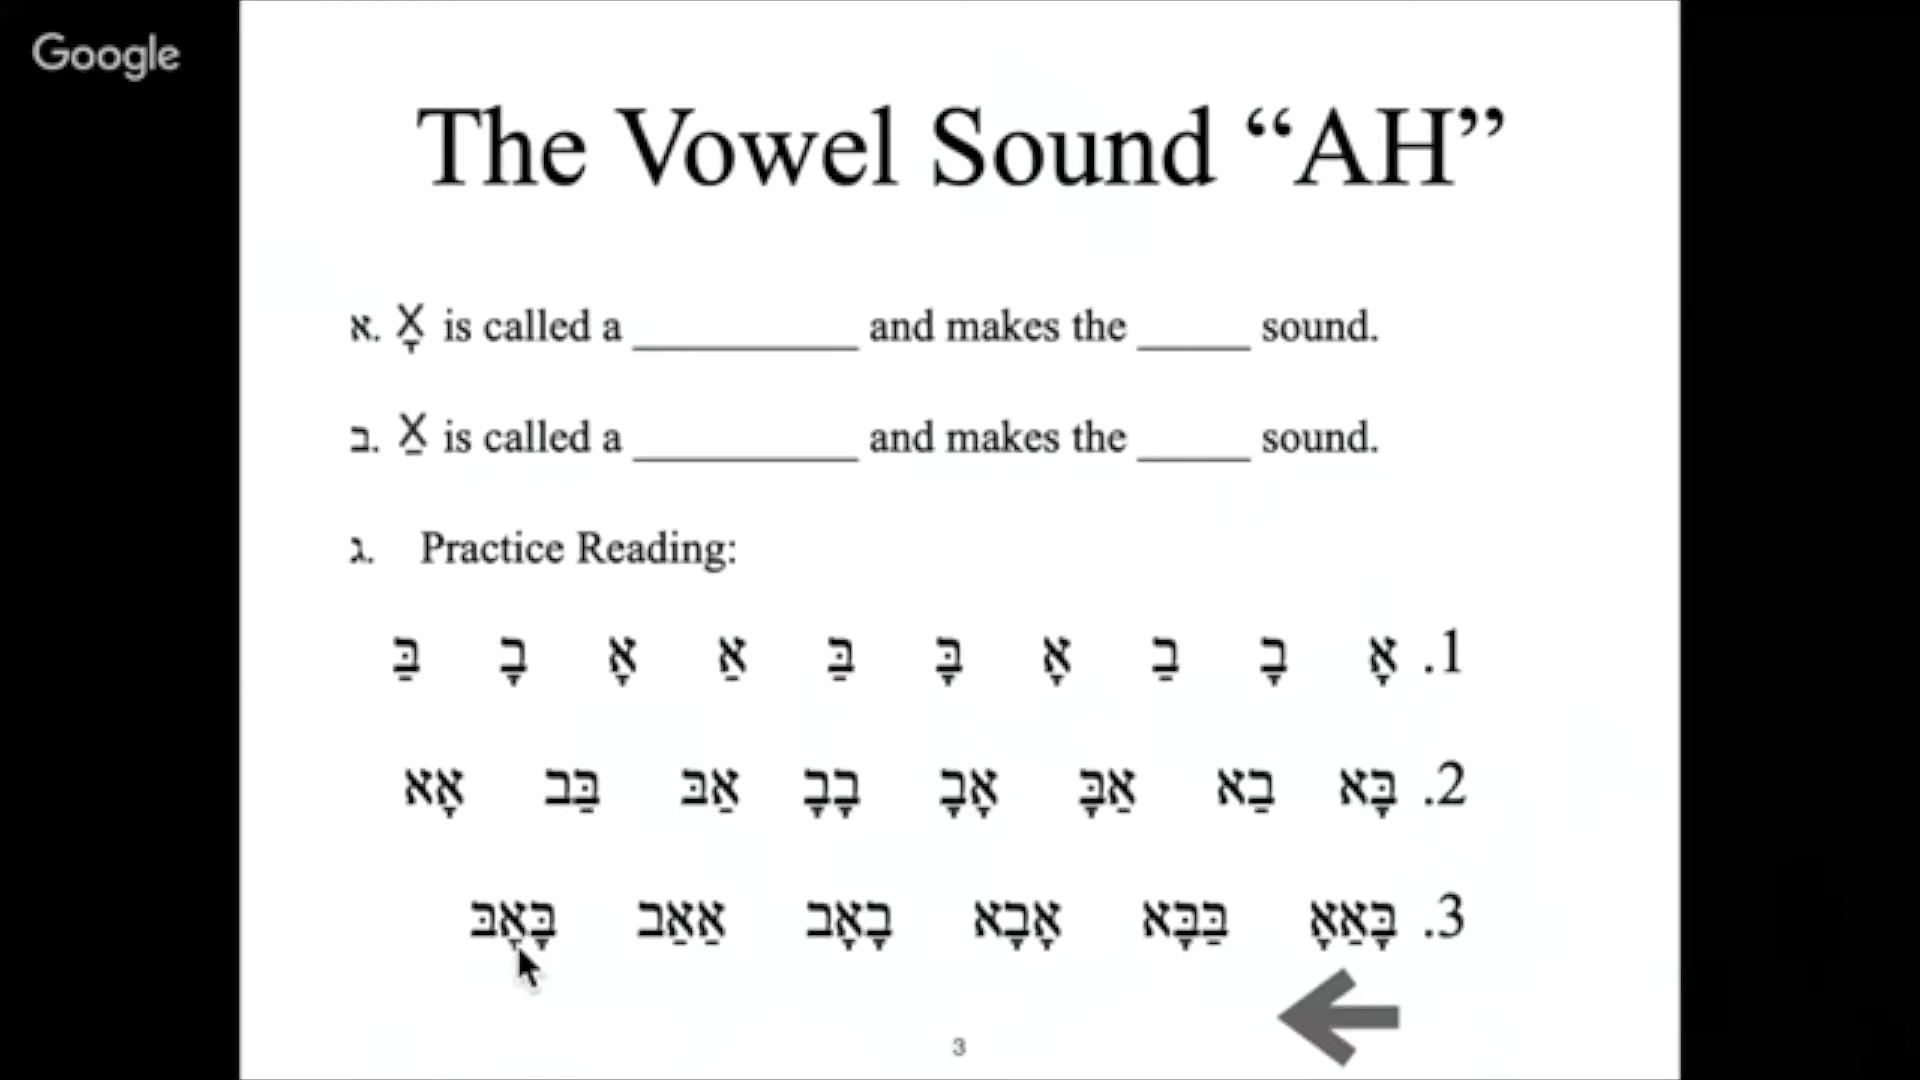 Google
The Vowel Sound “AH”
א. Xָ is called a __________ and makes the _____ sound.
ב. Xַ is called a __________ and makes the _____ sound.
ג. Practice Reading:
1. אָ בָ בַ אָ בָּ בַּ אַ אָ בָ בַּ
2. בָּא בַא אַבָּ אָבָ בָבָ אַבּ בַּב אָא
3. בָּאַאָ בַּבָּא אָבָא בָאָב אַאַב בָּאָבּ
3